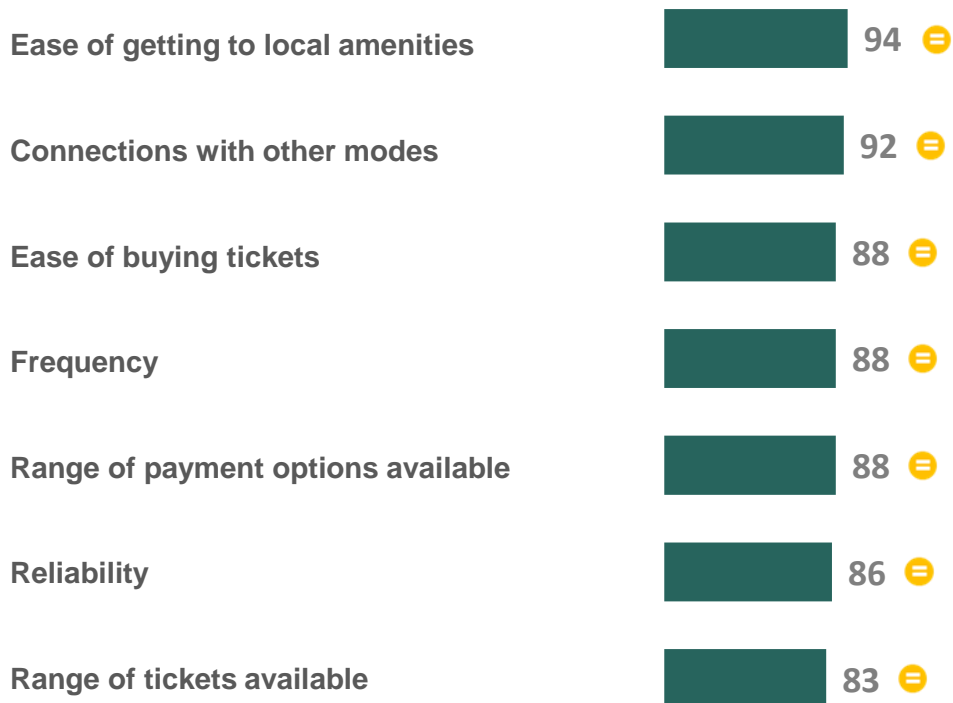 Ease of getting to local amenities 94 =
Connections with other modes 92 =
Ease of buying tickets 88 =
Frequency 88 =
Range of payment options available 88 =
Reliability 86 =
Range of tickets available 83 =